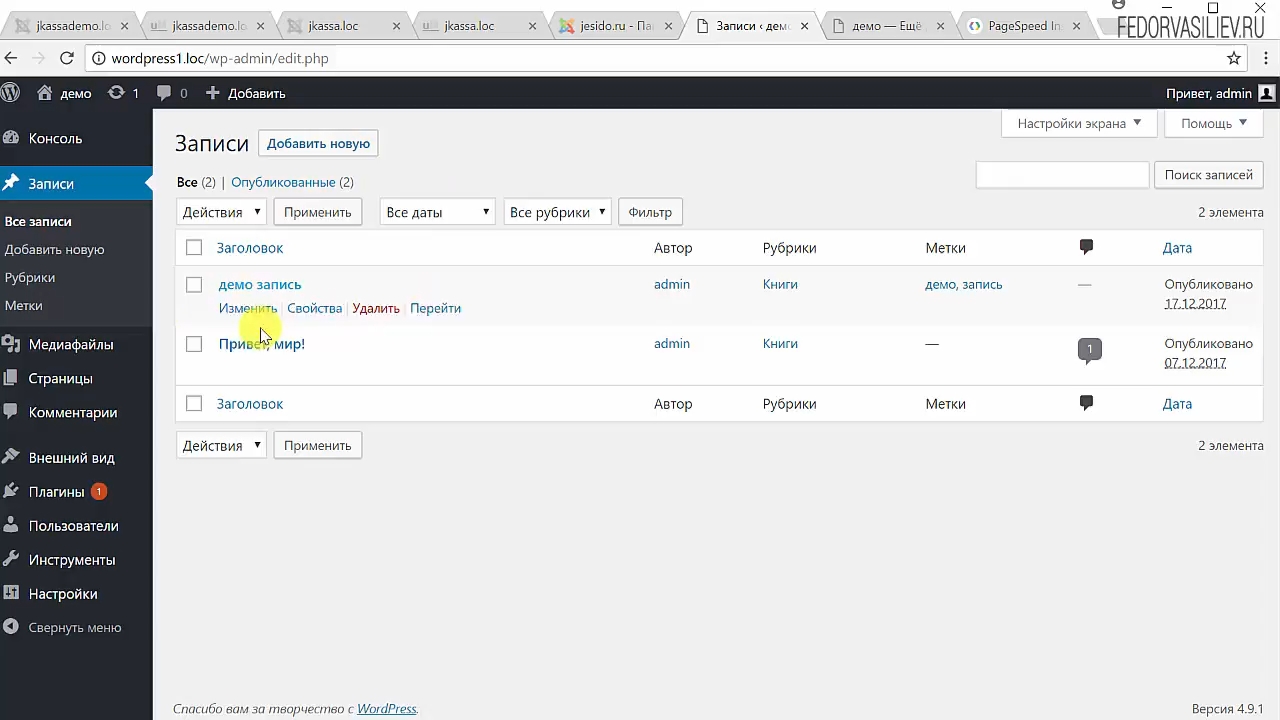 jkassademo.lo
jkassademo.lo
jkassa.loc
jkassa.loc
jesido.ru - Па
Записи ‹ демо
демо — Ещё
PageSpeed In
FEDORVASILIEV.RU
wordpress1.loc/wp-admin/edit.php
демо 1 0 Добавить Привет, admin
Консоль
Записи
Все записи
Добавить новую
Рубрики
Метки
Медиафайлы
Страницы
Комментарии
Внешний вид
Плагины 1
Пользователи
Инструменты
Настройки
Свернуть меню
Настройки экрана Помощь
Записи Добавить новую
Все (2) | Опубликованные (2) Поиск записей
Действия Применить Все даты Все рубрики Фильтр 2 элемента
Заголовок Автор Рубрики Метки Дата
демо запись admin Книги демо, запись — Опубликовано
Изменить | Свойства | Удалить | Перейти 17.12.2017
Привет, мир! admin Книги — 1 Опубликовано
07.12.2017
Заголовок Автор Рубрики Метки Дата
Действия Применить 2 элемента
Спасибо вам за творчество с WordPress. Версия 4.9.1